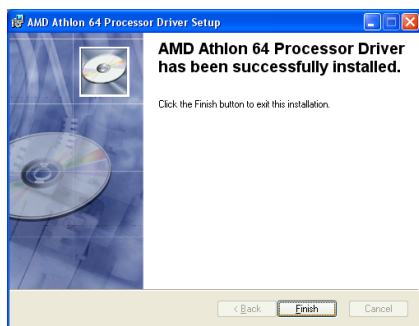 AMD Athlon 64 Processor Driver Setup
AMD Athlon 64 Processor Driver
has been successfully installed.
Click the Finish button to exit this installation.
< Back Finish Cancel